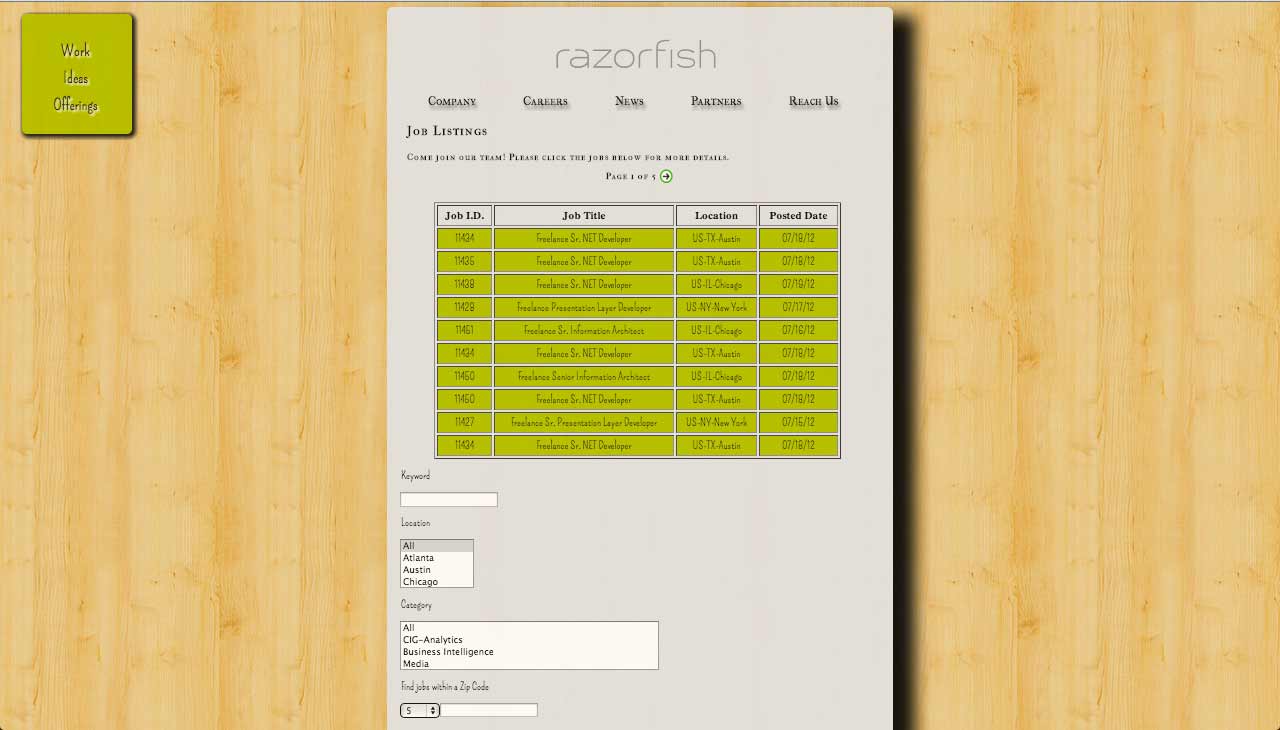 Work
Ideas
Offerings
razorfish
Company Careers News Partners Reach Us
Job Listings
Come join our team! Please click the jobs below for more details.
Page 1 of 5
Job I.D. Job Title Location Posted Date
11434 Freelance Sr. NET Developer US-TX-Austin 07/18/12
11435 Freelance Sr. NET Developer US-TX-Austin 07/18/12
11438 Freelance Sr. NET Developer US-IL-Chicago 07/19/12
11428 Freelance Presentation Layer Developer US-NY-New York 07/17/12
11451 Freelance Sr. Information Architect US-IL-Chicago 07/16/12
11434 Freelance Sr. NET Developer US-TX-Austin 07/18/12
11450 Freelance Senior Information Architect US-IL-Chicago 07/18/12
11450 Freelance Sr. NET Developer US-TX-Austin 07/18/12
11427 Freelance Sr. Presentation Layer Developer US-NY-New York 07/15/12
11434 Freelance Sr. NET Developer US-TX-Austin 07/18/12
Keyword
Location
All
Atlanta
Austin
Chicago
Category
All
CIG-Analytics
Business Intelligence
Media
Find jobs within a Zip Code
5